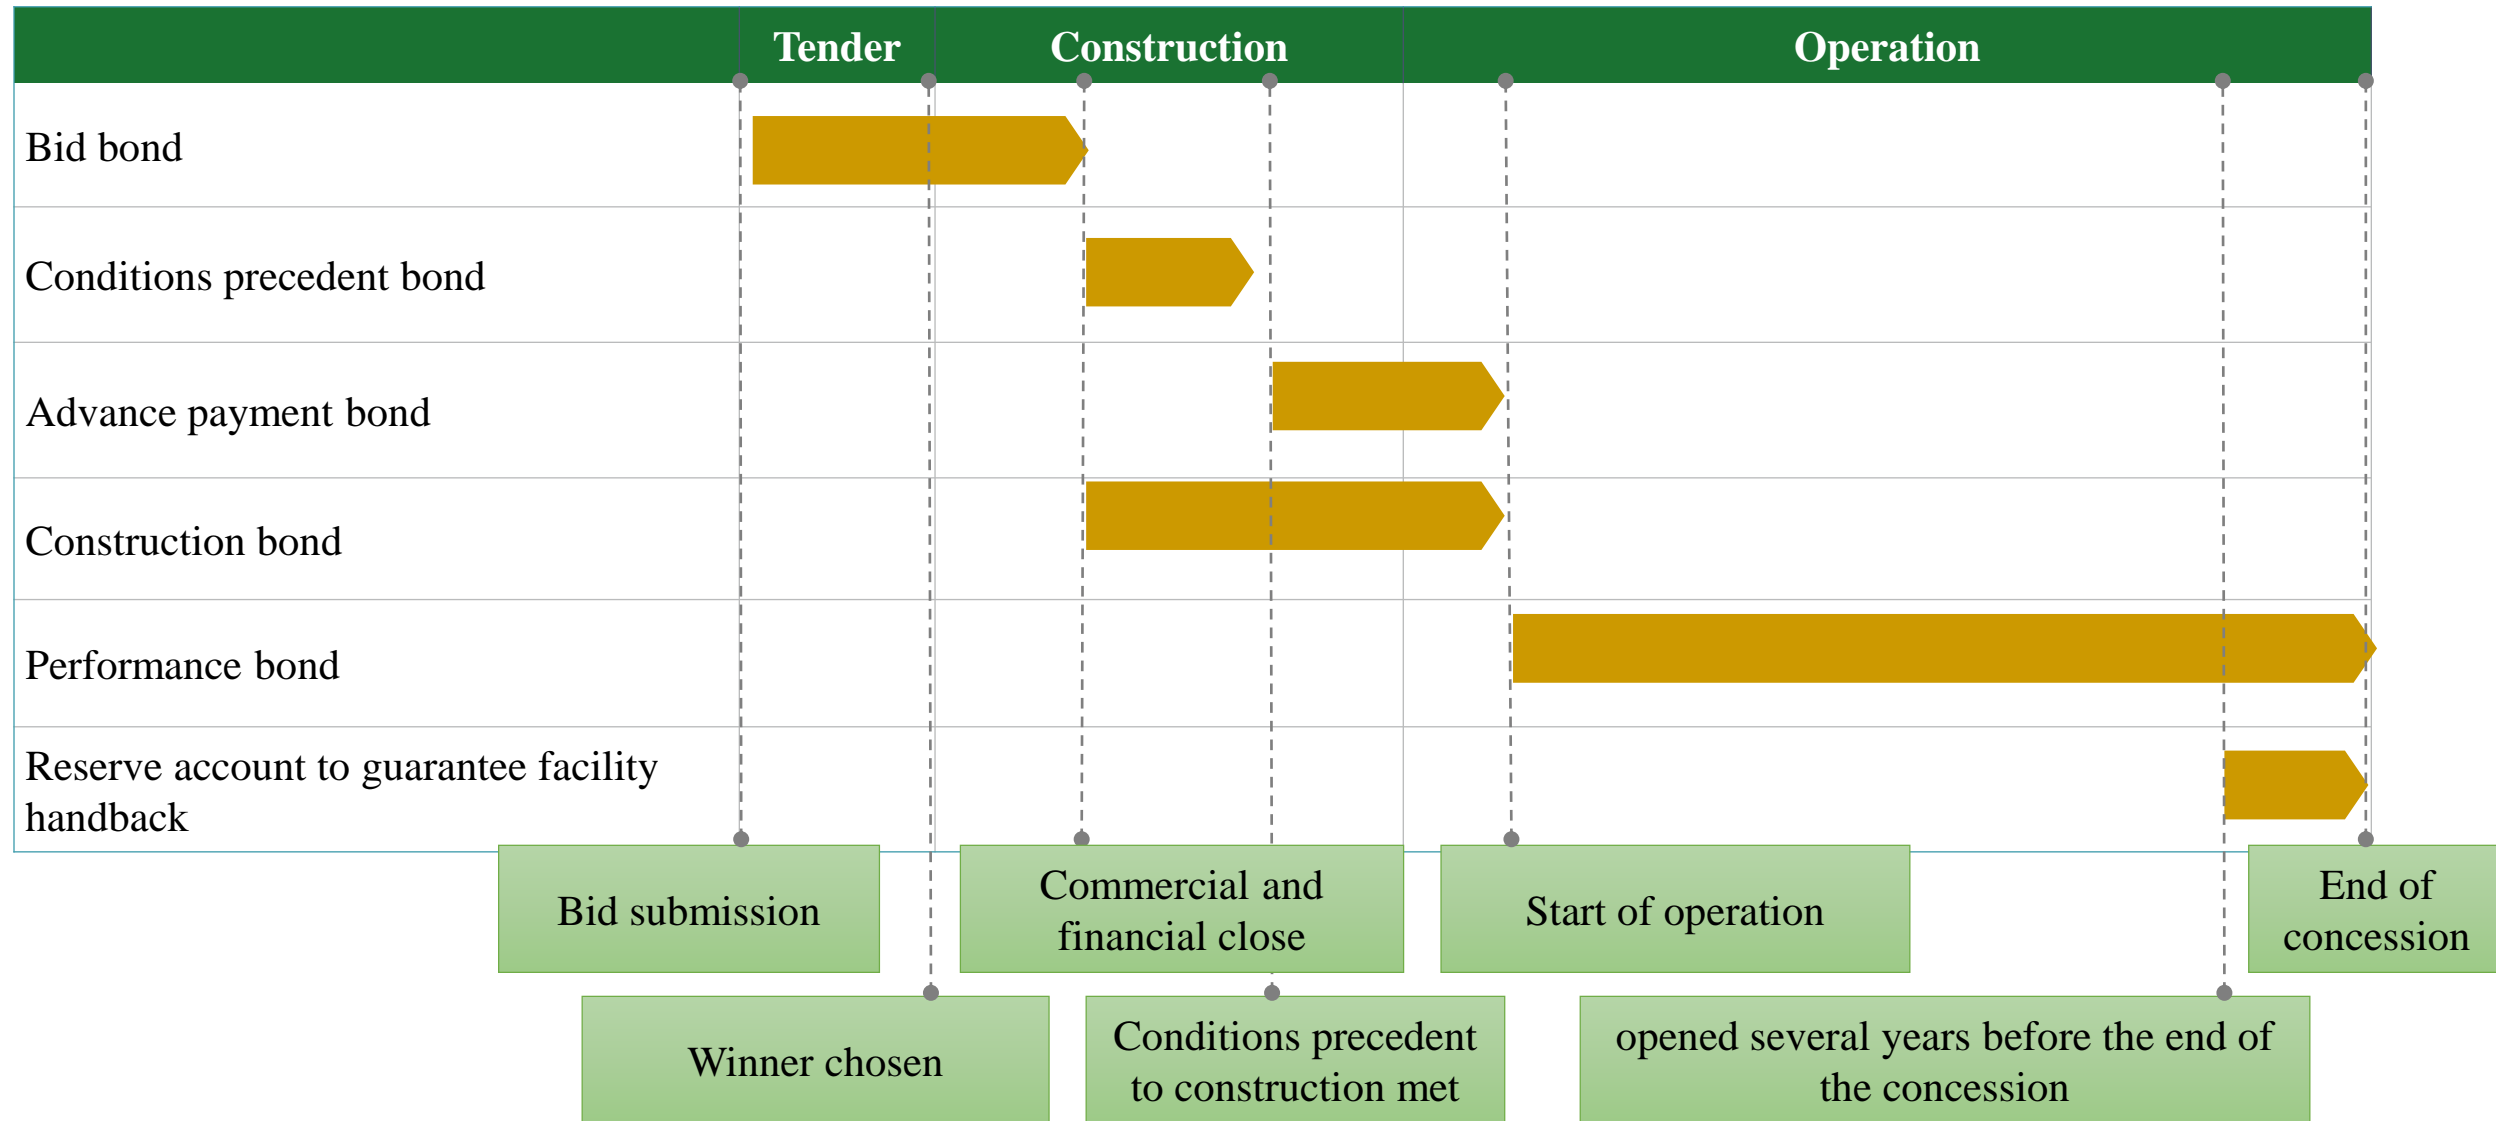 Tender
Construction
Operation
Bid bond
Conditions precedent bond
Advance payment bond
Construction bond
Performance bond
Reserve account to guarantee facility
handback
Bid submission
Commercial and
financial close
Start of operation
End of
concession
Winner chosen
Conditions precedent
to construction met
opened several years before the end of
the concession